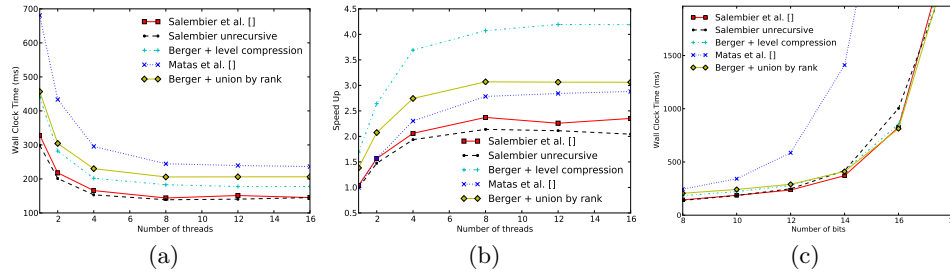 700
600
500
400
300
200
100
2
4
6
8
10
12
14
16
Wall Clock Time (ms)
Number of threads
Salembier et al. []
Salembier unrecursive
Berger + level compression
Matas et al. []
Berger + union by rank
(a)
4.5
4.0
3.5
3.0
2.5
2.0
1.5
1.0
0.5
2
4
6
8
10
12
14
16
Speed Up
Number of threads
Salembier et al. []
Salembier unrecursive
Berger + level compression
Matas et al. []
Berger + union by rank
(b)
1500
1000
500
0
8
10
12
14
16
Wall Clock Time (ms)
Number of bits
Salembier et al. []
Salembier unrecursive
Berger + level compression
Matas et al. []
Berger + union by rank
(c)